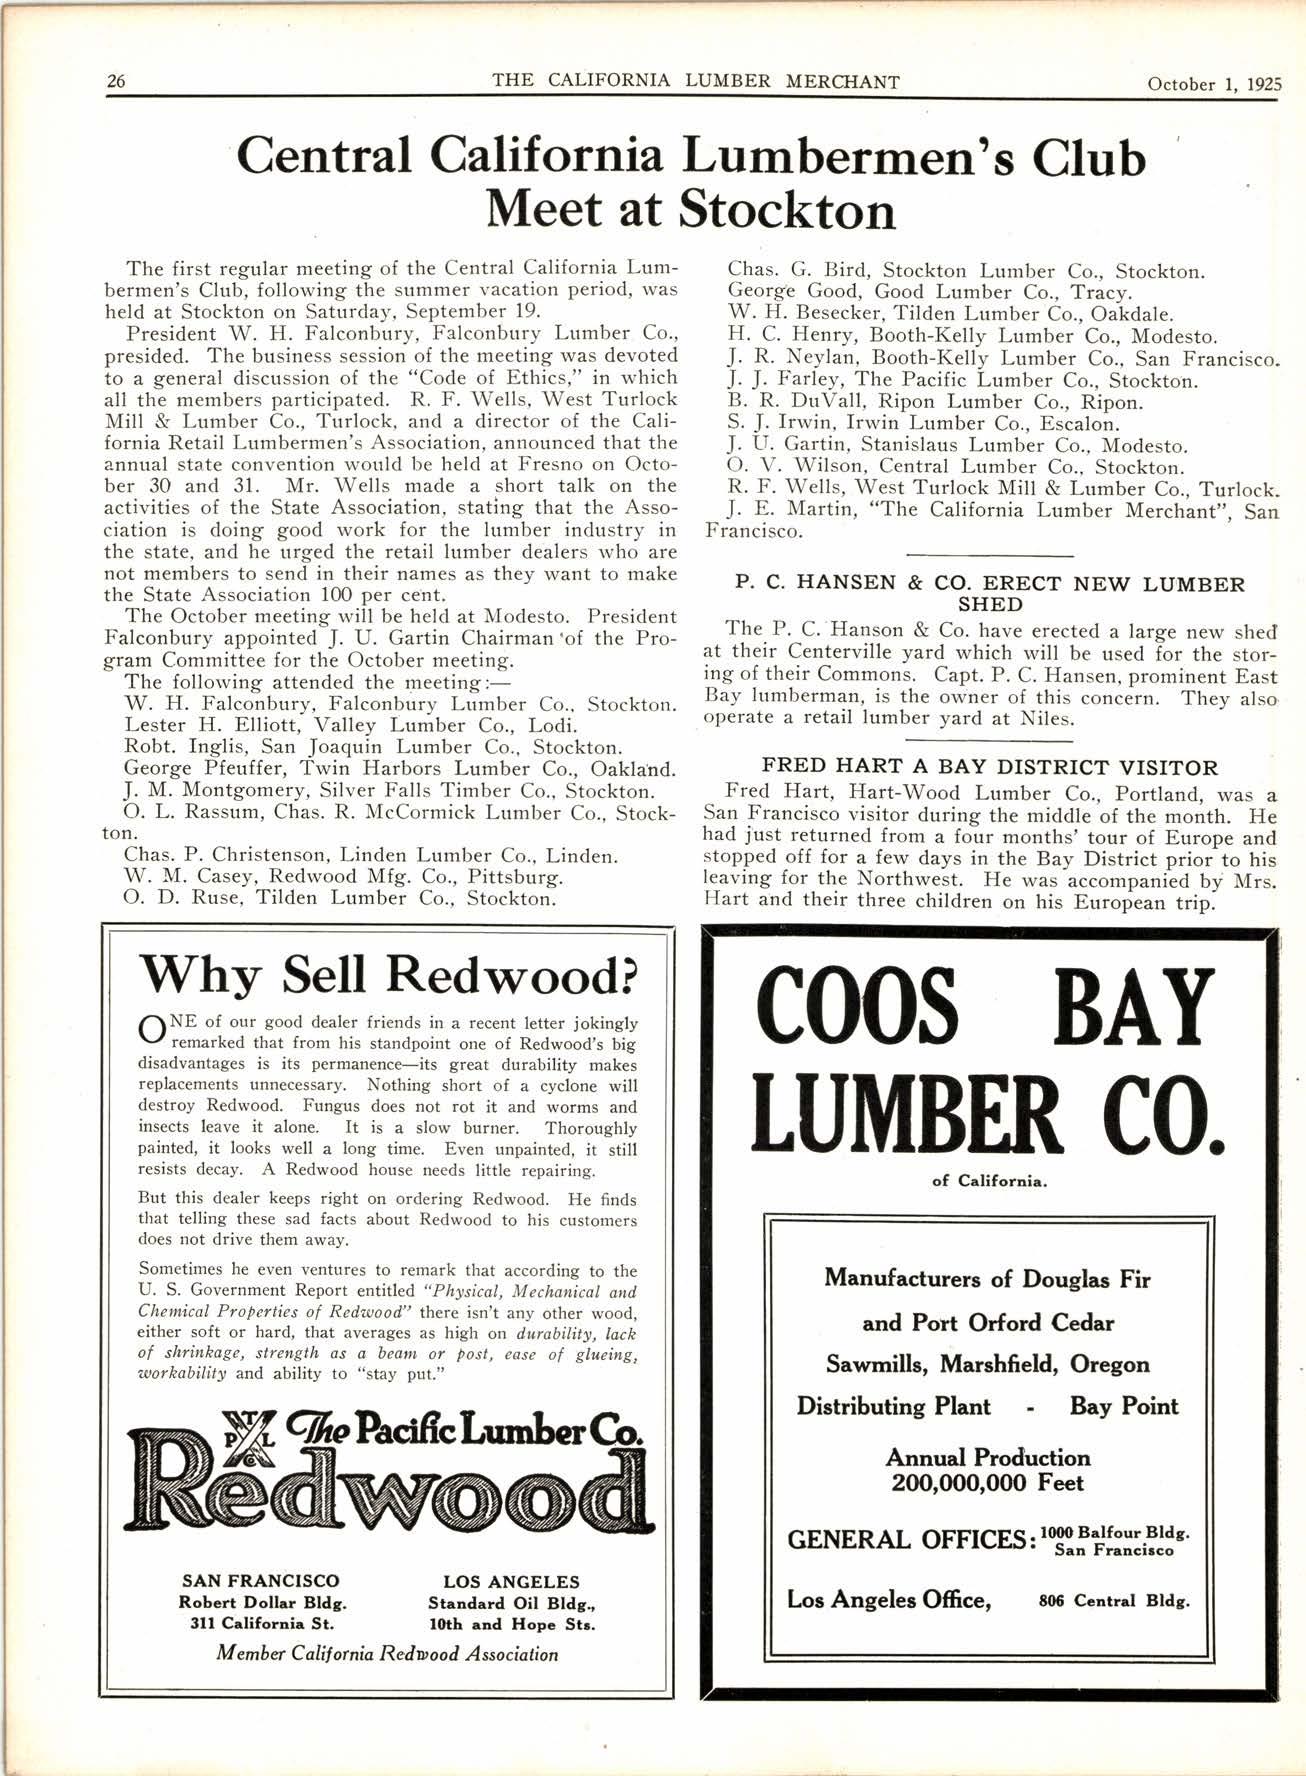 26
THE CALIFORNIA LUMBER MERCHANT
October 1, 1925
Central California Lumbermen's Club
Meet at Stockton
The first regular meeting of the Central California Lum-
bermen's Club, following the summer vacation period, was
held at Stockton on Saturday, September 19.
President W. H. Falconbury, Falconbury Lumber Co.,
presided. The business session of the meeting was devoted
to a general discussion of the "Code of Ethics," in which
all the members participated. R. F. Wells, West Turlock
Mill & Lumber Co., Turlock, and a director of the Cali-
fornia Retail Lumbermen's Association, announced that the
annual state convention would be held at Fresno on Octo-
ber 30 and 31. Mr. Wells made a short talk on the
activities of the State Association, stating that the Asso-
ciation is doing good work for the lumber industry in
the state, and he urged the retail lumber dealers who are
not members to send in their names as they want to make
the State Association 100 per cent.
The October meeting will be held at Modesto. President
Falconbury appointed J. U. Gartin Chairman of the Pro-
gram Committee for the October meeting.
The following attended the meeting:—
W. H. Falconbury, Falconbury Lumber Co., Stockton.
Lester H. Elliott, Valley Lumber Co., Lodi.
Robt. Inglis, San Joaquin Lumber Co., Stockton.
George Pfeuffer, Twin Harbors Lumber Co., Oakland.
J. M. Montgomery, Silver Falls Timber Co., Stockton.
O. L. Rassum, Chas. R. McCormick Lumber Co., Stock-
ton.
Chas. P. Christenson, Linden Lumber Co., Linden.
W. M. Casey, Redwood Mfg. Co., Pittsburg.
O. D. Ruse, Tilden Lumber Co., Stockton.
Chas. G. Bird, Stockton Lumber Co., Stockton.
George Good, Good Lumber Co., Tracy.
W. H. Besecker, Tilden Lumber Co., Oakdale.
H. C. Henry, Booth-Kelly Lumber Co., Modesto.
J. R. Neylan, Booth-Kelly Lumber Co., San Francisco.
J. J. Farley, The Pacific Lumber Co., Stockton.
B. R. DuVall, Ripon Lumber Co., Ripon.
S. J. Irwin, Irwin Lumber Co., Escalon.
J. U. Gartin, Stanislaus Lumber Co., Modesto.
O. V. Wilson, Central Lumber Co., Stockton.
R. F. Wells, West Turlock Mill & Lumber Co., Turlock.
J. E. Martin, "The California Lumber Merchant", San
Francisco.
P. C. HANSEN & CO. ERECT NEW LUMBER
SHED
The P. C. Hanson & Co. have erected a large new shed
at their Centerville yard which will be used for the stor-
ing of their Commons. Capt. P. C. Hansen, prominent East
Bay lumberman, is the owner of this concern. They also
operate a retail lumber yard at Niles.
FRED HART A BAY DISTRICT VISITOR
Fred Hart, Hart-Wood Lumber Co., Portland, was a
San Francisco visitor during the middle of the month. He
had just returned from a four months' tour of Europe and
stopped off for a few days in the Bay District prior to his
leaving for the Northwest. He was accompanied by Mrs.
Hart and their three children on his European trip.
Why Sell Redwood?
ONE of our good dealer friends in a recent letter jokingly
remarked that from his standpoint one of Redwood's big
disadvantages is its permanence—its great durability makes
replacements unnecessary. Nothing short of a cyclone will
destroy Redwood. Fungus does not rot it and worms and
insects leave it alone. It is a slow burner. Thoroughly
painted, it looks well a long time. Even unpainted, it still
resists decay. A Redwood house needs little repairing.
But this dealer keeps right on ordering Redwood. He finds
that telling these sad facts about Redwood to his customers
does not drive them away.
Sometimes he even ventures to remark that according to the
U. S. Government Report entitled "Physical, Mechanical and
Chemical Properties of Redwood" there isn't any other wood,
either soft or hard, that averages as high on durability, lack
of shrinkage, strength as a beam or post, ease of glueing,
workability and ability to "stay put."
T P L Co
The Pacific Lumber Co.
Redwood
SAN FRANCISCO
Robert Dollar Bldg.
311 California St.
LOS ANGELES
Standard Oil Bldg.,
10th and Hope Sts.
Member California Redwood Association
COOS BAY
LUMBER CO.
of California.
Manufacturers of Douglas Fir
and Port Orford Cedar
Sawmills, Marshfield, Oregon
Distributing Plant - Bay Point
Annual Production
200,000,000 Feet
GENERAL OFFICES: 1000 Balfour Bldg.
San Francisco
Los Angeles Office, 806 Central Bldg.